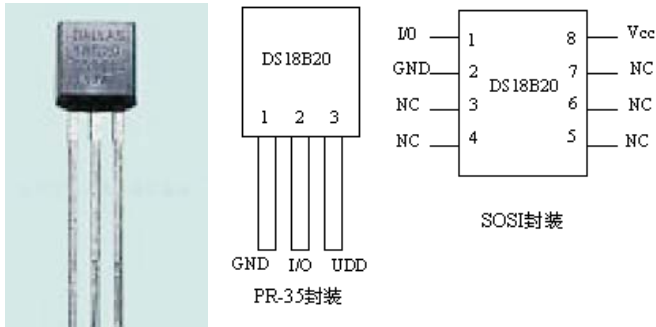 DALLAS
DS18B20
1 2 3
GND I/O UDD
PR-35封装
I/O 1 8 Vcc
GND 2 7 NC
DS18B20
NC 3 6 NC
NC 4 5 NC
SOSI封装